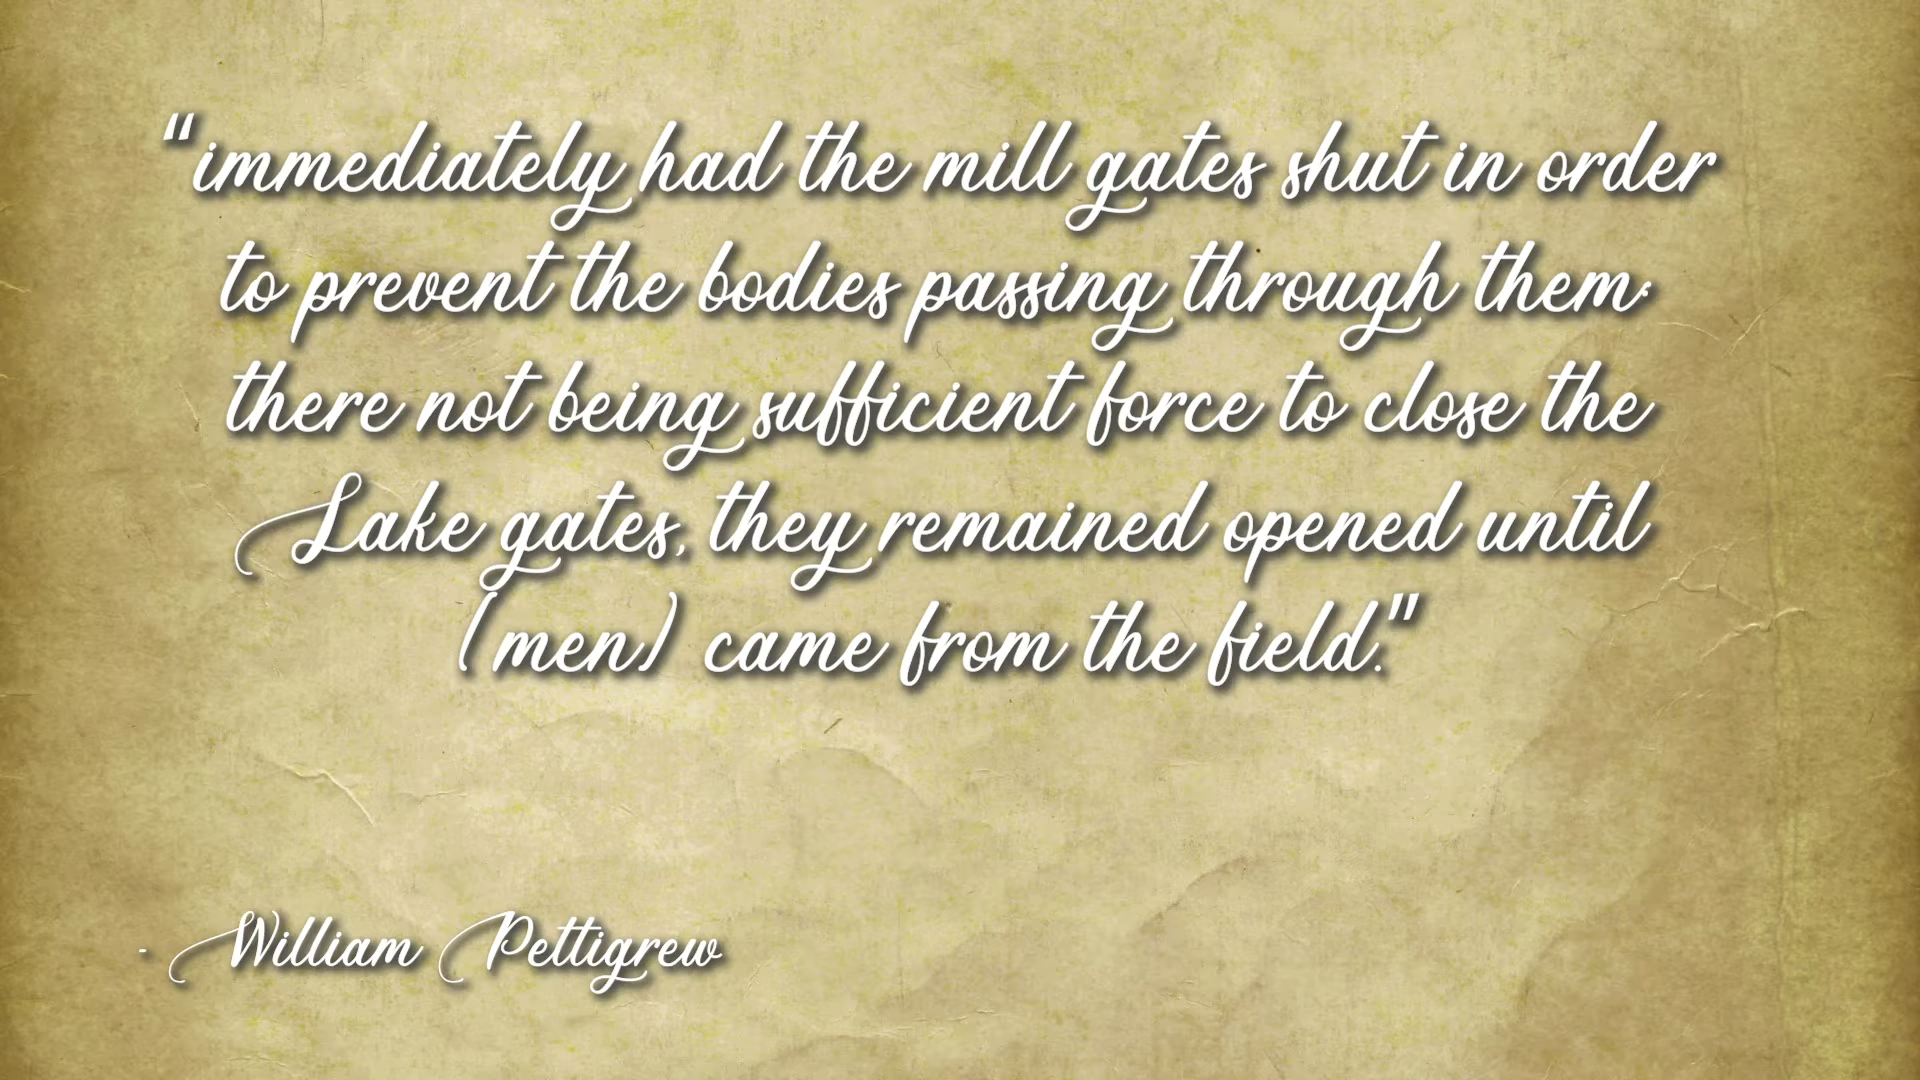 "immediately had the mill gates shut in order
to prevent the bodies passing through them:
there not being sufficient force to close the
Lake gates, they remained opened until
(men) came from the field."
- William Pettigrew